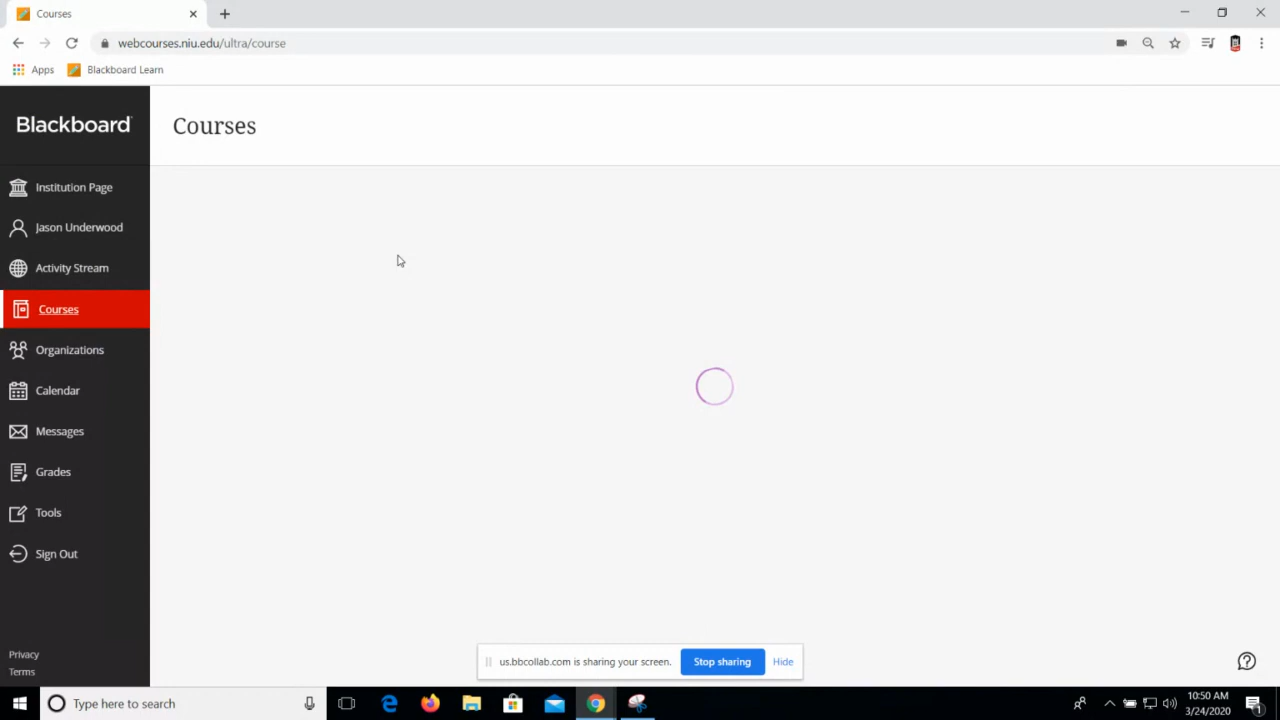 Courses
webcourses.niu.edu/ultra/course
Apps
Blackboard Learn
Blackboard
Courses
Institution Page
Jason Underwood
Activity Stream
Courses
Organizations
Calendar
Messages
Grades
Tools
Sign Out
Privacy
Terms
us.bbcollab.com is sharing your screen.
Stop sharing
Hide
Type here to search
10:50 AM
3/24/2020
1